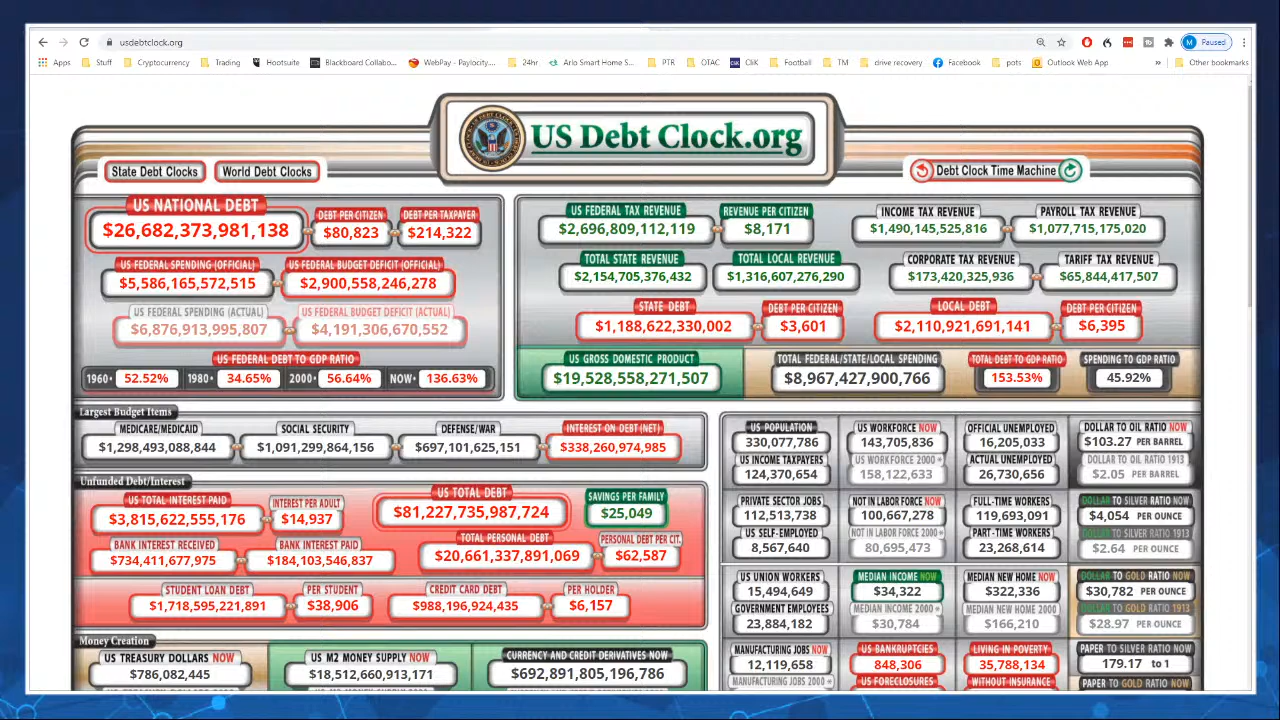 usdebtclock.org
Paused
Apps Stuff Cryptocurrency Trading Hootsuite Blackboard Collabo... WebPay - Paylocity... 24hr Arlo Smart Home S... PTR OTAC CliK Football TM drive recovery Facebook pots Outlook Web App » Other bookmarks
US Debt Clock.org
State Debt Clocks World Debt Clocks
Debt Clock Time Machine
US NATIONAL DEBT
$26,682,373,981,138
DEBT PER CITIZEN
$80,823
DEBT PER TAXPAYER
$214,322
US FEDERAL SPENDING (OFFICIAL)
$5,586,165,572,515
US FEDERAL BUDGET DEFICIT (OFFICIAL)
$2,900,558,246,278
US FEDERAL SPENDING (ACTUAL)
$6,876,913,995,807
US FEDERAL BUDGET DEFICIT (ACTUAL)
$4,191,306,670,552
US FEDERAL DEBT TO GDP RATIO
1960• 52.52% 1980• 34.65% 2000• 56.64% NOW• 136.63%
US FEDERAL TAX REVENUE
$2,696,809,112,119
REVENUE PER CITIZEN
$8,171
INCOME TAX REVENUE
$1,490,145,525,816
PAYROLL TAX REVENUE
$1,077,715,175,020
TOTAL STATE REVENUE
$2,154,705,376,432
TOTAL LOCAL REVENUE
$1,316,607,276,290
CORPORATE TAX REVENUE
$173,420,325,936
TARIFF TAX REVENUE
$65,844,417,507
STATE DEBT
$1,188,622,330,002
DEBT PER CITIZEN
$3,601
LOCAL DEBT
$2,110,921,691,141
DEBT PER CITIZEN
$6,395
US GROSS DOMESTIC PRODUCT
$19,528,558,271,507
TOTAL FEDERAL/STATE/LOCAL SPENDING
$8,967,427,900,766
TOTAL DEBT TO GDP RATIO
153.53%
SPENDING TO GDP RATIO
45.92%
Largest Budget Items
MEDICARE/MEDICAID
$1,298,493,088,844
SOCIAL SECURITY
$1,091,299,864,156
DEFENSE/WAR
$697,101,625,151
INTEREST ON DEBT (NET)
$338,260,974,985
Unfunded Debt/Interest
US TOTAL INTEREST PAID
$3,815,622,555,176
INTEREST PER ADULT
$14,937
US TOTAL DEBT
$81,227,735,987,724
SAVINGS PER FAMILY
$25,049
BANK INTEREST RECEIVED
$734,411,677,975
BANK INTEREST PAID
$184,103,546,837
TOTAL PERSONAL DEBT
$20,661,337,891,069
PERSONAL DEBT PER CIT.
$62,587
STUDENT LOAN DEBT
$1,718,595,221,891
PER STUDENT
$38,906
CREDIT CARD DEBT
$988,196,924,435
PER HOLDER
$6,157
Money Creation
US TREASURY DOLLARS NOW
$786,082,445
US M2 MONEY SUPPLY NOW
$18,512,660,913,171
CURRENCY AND CREDIT DERIVATIVES NOW
$692,891,805,196,786
US POPULATION
330,077,786
US WORKFORCE NOW
143,705,836
OFFICIAL UNEMPLOYED
16,205,033
DOLLAR TO OIL RATIO NOW
$103.27 PER BARREL
US INCOME TAXPAYERS
124,370,654
US WORKFORCE 2000
158,122,633
ACTUAL UNEMPLOYED
26,730,656
DOLLAR TO OIL RATIO 1913
$2.05 PER BARREL
PRIVATE SECTOR JOBS
112,513,738
NOT IN LABOR FORCE NOW
100,667,278
FULL-TIME WORKERS
119,693,091
DOLLAR TO SILVER RATIO NOW
$4,054 PER OUNCE
US SELF-EMPLOYED
8,567,640
NOT IN LABOR FORCE 2000
80,695,473
PART-TIME WORKERS
23,268,614
DOLLAR TO SILVER RATIO 1913
$2.64 PER OUNCE
US UNION WORKERS
15,494,649
MEDIAN INCOME NOW
$34,322
MEDIAN NEW HOME NOW
$322,336
DOLLAR TO GOLD RATIO NOW
$30,782 PER OUNCE
GOVERNMENT EMPLOYEES
23,884,182
MEDIAN INCOME 2000
$30,784
MEDIAN NEW HOME 2000
$166,210
DOLLAR TO GOLD RATIO 1913
$28.97 PER OUNCE
MANUFACTURING JOBS NOW
12,119,658
US BANKRUPTCIES
848,306
LIVING IN POVERTY
35,788,134
PAPER TO SILVER RATIO NOW
179.17 to 1
MANUFACTURING JOBS 2000
US FORECLOSURES
WITHOUT INSURANCE
PAPER TO GOLD RATIO NOW